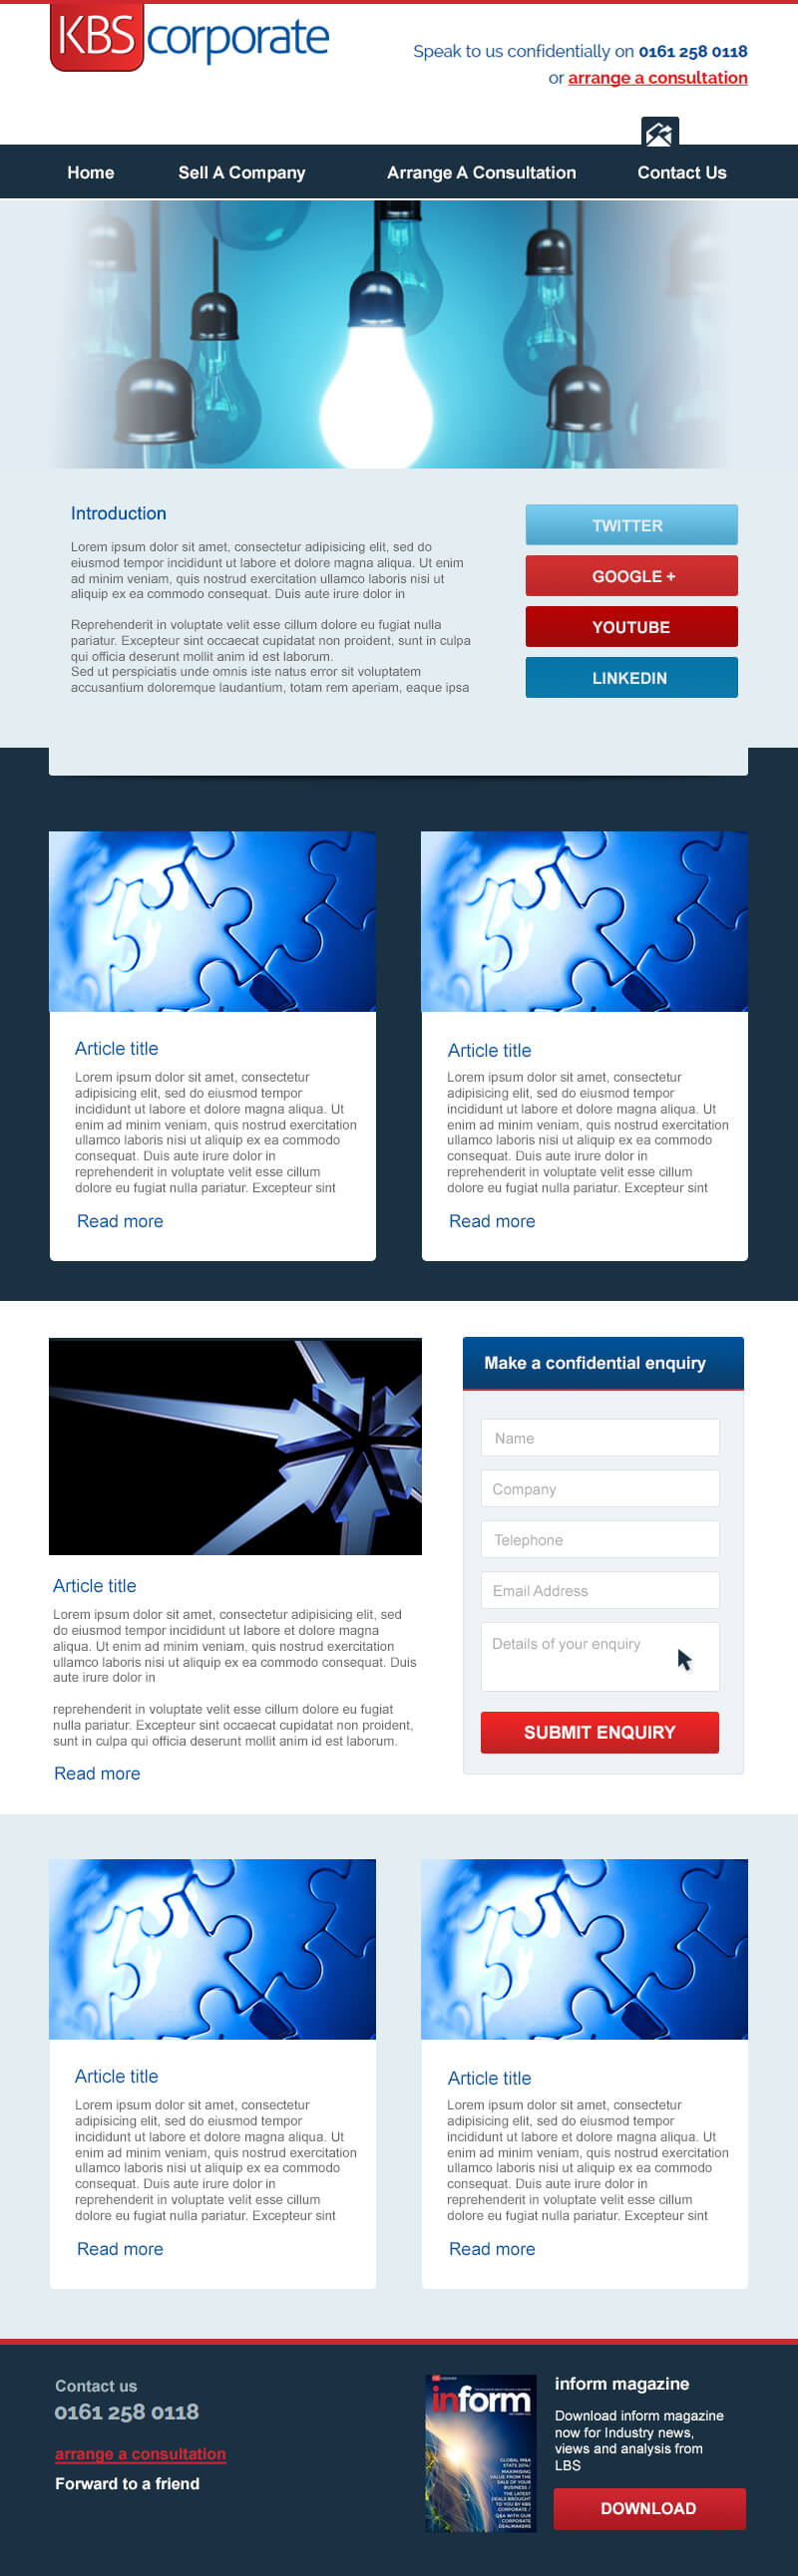 KBS corporate
Speak to us confidentially on 0161 258 0118
or arrange a consultation
Home
Sell A Company
Arrange A Consultation
Contact Us
Introduction
Lorem ipsum dolor sit amet, consectetur adipisicing elit, sed do
eiusmod tempor incididunt ut labore et dolore magna aliqua. Ut enim
ad minim veniam, quis nostrud exercitation ullamco laboris nisi ut
aliquip ex ea commodo consequat. Duis aute irure dolor in
Reprehenderit in voluptate velit esse cillum dolore eu fugiat nulla
pariatur. Excepteur sint occaecat cupidatat non proident, sunt in culpa
qui officia deserunt mollit anim id est laborum.
Sed ut perspiciatis unde omnis iste natus error sit voluptatem
accusantium doloremque laudantium, totam rem aperiam, eaque ipsa
TWITTER
GOOGLE +
YOUTUBE
LINKEDIN
Article title
Lorem ipsum dolor sit amet, consectetur
adipisicing elit, sed do eiusmod tempor
incididunt ut labore et dolore magna aliqua. Ut
enim ad minim veniam, quis nostrud exercitation
ullamco laboris nisi ut aliquip ex ea commodo
consequat. Duis aute irure dolor in
reprehenderit in voluptate velit esse cillum
dolore eu fugiat nulla pariatur. Excepteur sint
Read more
Article title
Lorem ipsum dolor sit amet, consectetur
adipisicing elit, sed do eiusmod tempor
incididunt ut labore et dolore magna aliqua. Ut
enim ad minim veniam, quis nostrud exercitation
ullamco laboris nisi ut aliquip ex ea commodo
consequat. Duis aute irure dolor in
reprehenderit in voluptate velit esse cillum
dolore eu fugiat nulla pariatur. Excepteur sint
Read more
Article title
Lorem ipsum dolor sit amet, consectetur adipisicing elit, sed
do eiusmod tempor incididunt ut labore et dolore magna
aliqua. Ut enim ad minim veniam, quis nostrud exercitation
ullamco laboris nisi ut aliquip ex ea commodo consequat. Duis
aute irure dolor in
reprehenderit in voluptate velit esse cillum dolore eu fugiat
nulla pariatur. Excepteur sint occaecat cupidatat non proident,
sunt in culpa qui officia deserunt mollit anim id est laborum.
Read more
Make a confidential enquiry
Name
Company
Telephone
Email Address
Details of your enquiry
SUBMIT ENQUIRY
Article title
Lorem ipsum dolor sit amet, consectetur
adipisicing elit, sed do eiusmod tempor
incididunt ut labore et dolore magna aliqua. Ut
enim ad minim veniam, quis nostrud exercitation
ullamco laboris nisi ut aliquip ex ea commodo
consequat. Duis aute irure dolor in
reprehenderit in voluptate velit esse cillum
dolore eu fugiat nulla pariatur. Excepteur sint
Read more
Article title
Lorem ipsum dolor sit amet, consectetur
adipisicing elit, sed do eiusmod tempor
incididunt ut labore et dolore magna aliqua. Ut
enim ad minim veniam, quis nostrud exercitation
ullamco laboris nisi ut aliquip ex ea commodo
consequat. Duis aute irure dolor in
reprehenderit in voluptate velit esse cillum
dolore eu fugiat nulla pariatur. Excepteur sint
Read more
Contact us
0161 258 0118
arrange a consultation
Forward to a friend
inform
GLOBAL M&A
STATS 2014/
MAXIMISING
VALUE FROM THE
SALE OF YOUR
BUSINESS /
THE LATEST
DEALS BROUGHT
TO YOU BY KBS
CORPORATE /
Q&A WITH OUR
CORPORATE
DEALMAKERS
inform magazine
Download inform magazine
now for Industry news,
views and analysis from
LBS
DOWNLOAD